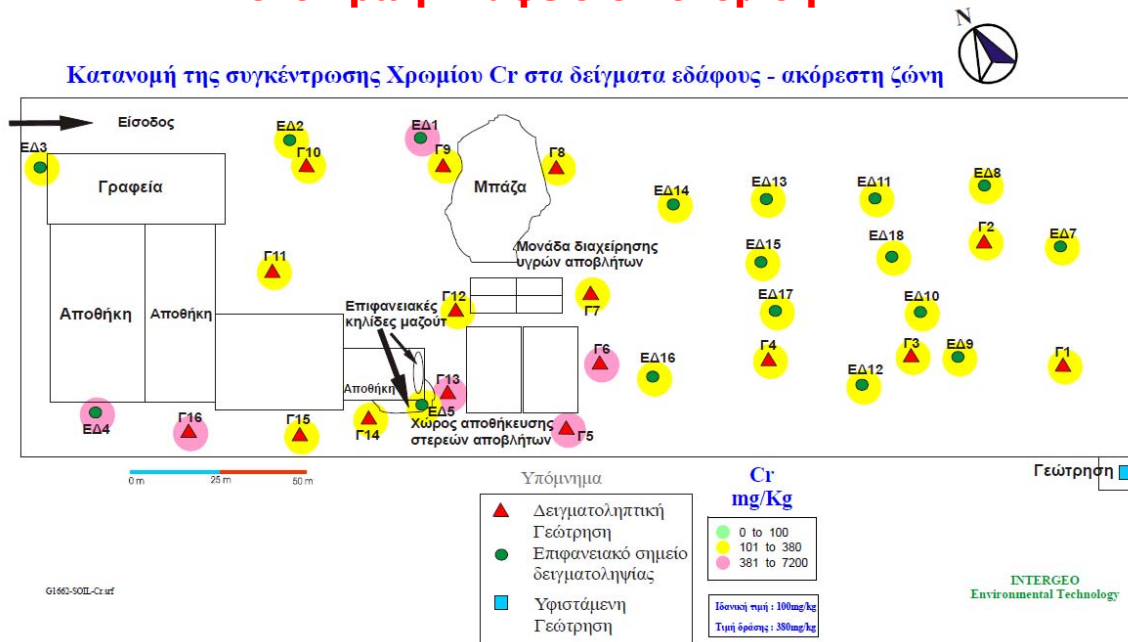 N
Κατανομή της συγκέντρωσης Χρωμίου Cr στα δείγματα εδάφους - ακόρεστη ζώνη
Είσοδος
ΕΔ2
ΕΔ1
ΕΔ3
Γ10
Γ9
Γ8
Γραφεία
Μπάζα
ΕΔ14
ΕΔ13
ΕΔ11
ΕΔ8
Γ2
ΕΔ7
ΕΔ18
ΕΔ15
Μονάδα διαχείρησης
υγρών αποβλήτων
Γ11
Γ12
Γ7
Επιφανειακές
κηλίδες μαζούτ
ΕΔ17
ΕΔ10
Αποθήκη
Αποθήκη
Γ6
ΕΔ16
Γ4
Γ3
ΕΔ9
Γ1
ΕΔ12
Αποθήκη
Γ13
ΕΔ5
ΕΔ4
Γ16
Γ15
Γ14
Χώρος αποθήκευσης
στερεών αποβλήτων
Γ5
0 m
25 m
50 m
Γεώτρηση
Υπόμνημα
Δειγματοληπτική
Γεώτρηση
Επιφανειακό σημείο
δειγματοληψίας
Υφιστάμενη
Γεώτρηση
Cr
mg/Kg
0 to 100
101 to 380
381 to 7200
Ιδανική τιμή : 100mg/kg
Τιμή δράσης : 380mg/kg
G1662-SOIL-Cr.srf
INTERGEO
Environmental Technology